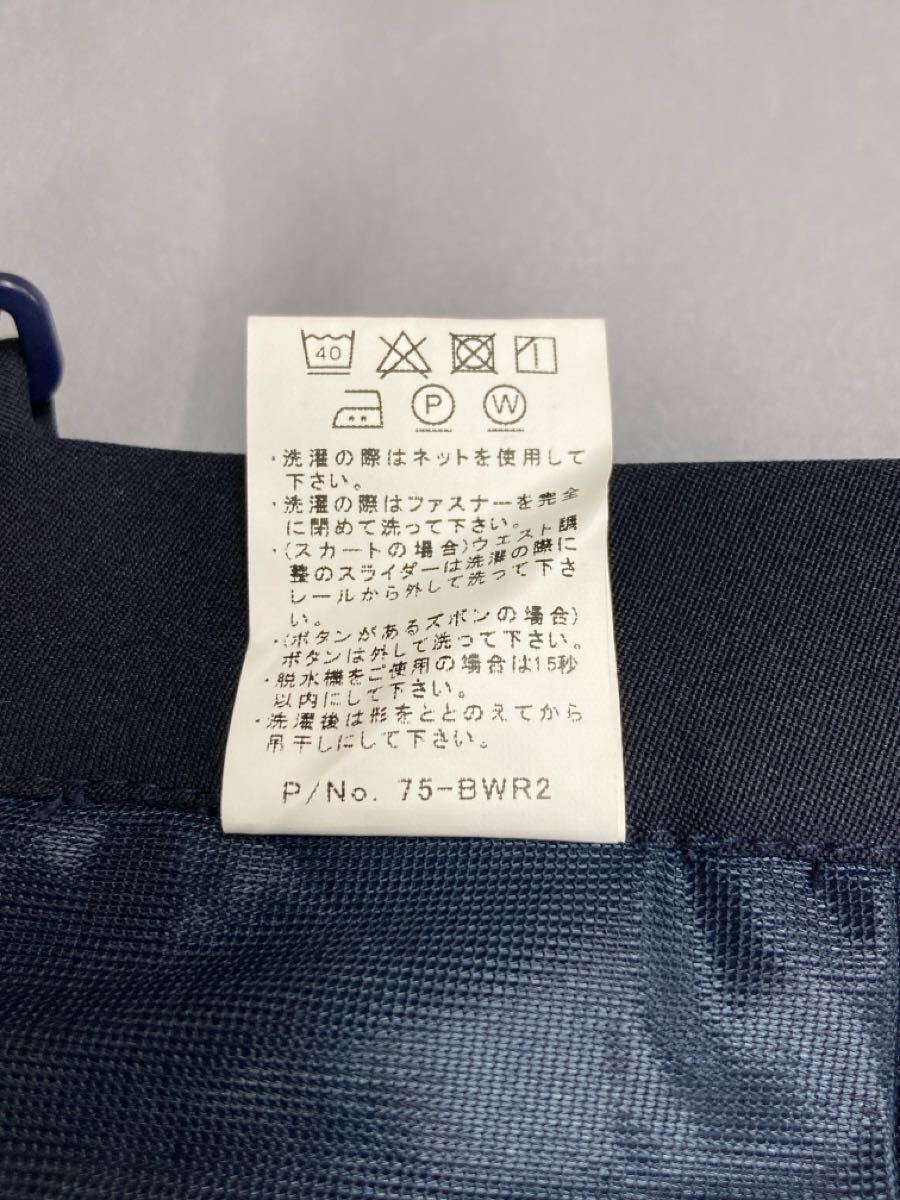 40
P W
・洗濯の際はネットを使用して
下さい。
・洗濯の際はファスナーを完全
に閉めて洗って下さい。
・(スカートの場合)ウエスト調
整のスライダーは洗濯の際に
レールから外して洗って下さ
い。
・(ボタンがあるズボンの場合)
ボタンは外して洗って下さい。
・脱水機をご使用の場合は15秒
以内にして下さい。
・洗濯後は形をととのえてから
吊干しにして下さい。
P/No. 75-BWR2